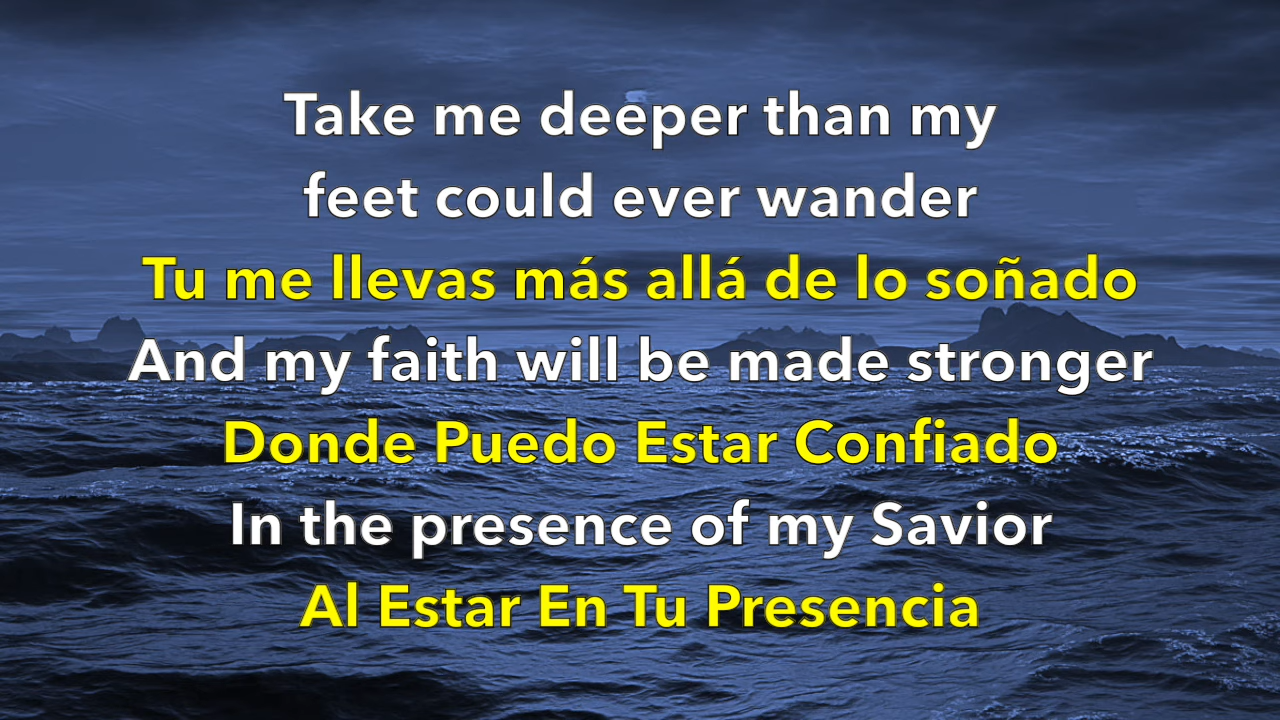 Take me deeper than my
feet could ever wander
Tu me llevas más allá de lo soñado
And my faith will be made stronger
Donde Puedo Estar Confiado
In the presence of my Savior
Al Estar En Tu Presencia